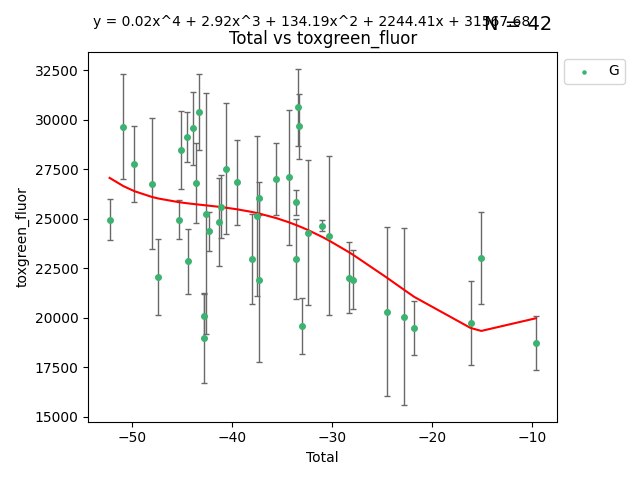 y = 0.02x^4 + 2.92x^3 + 134.19x^2 + 2244.41x + 31567.68
N = 42
Total vs toxgreen_fluor
G
toxgreen_fluor
32500
30000
27500
25000
22500
20000
17500
15000
−50 −40 −30 −20 −10
Total